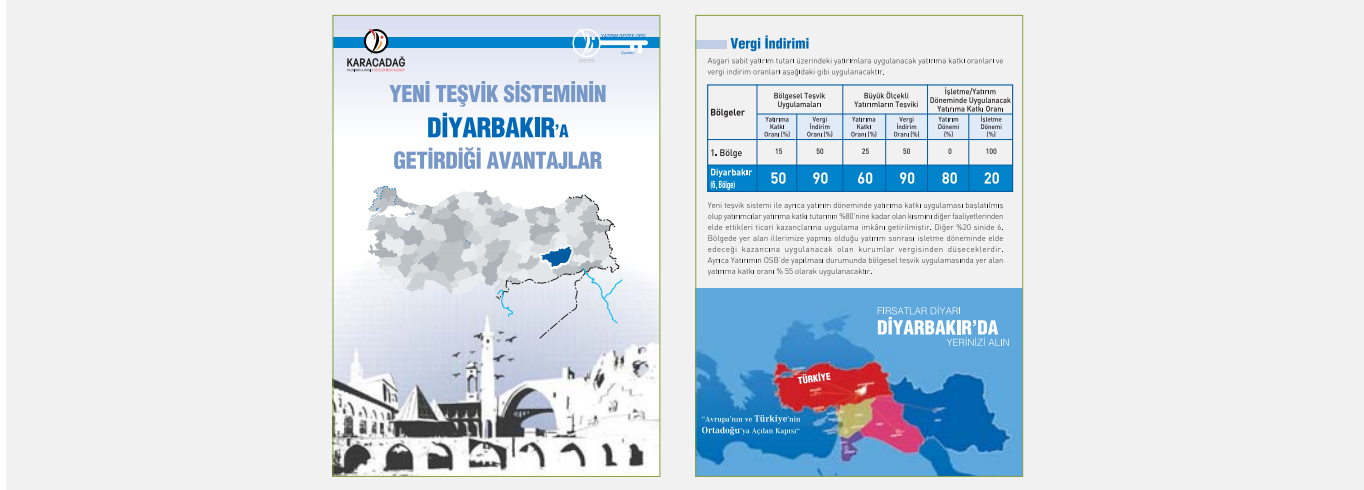 KARACADAĞ
YATIRIM DESTEK OFİSİ
YENİ TEŞVİK SİSTEMİNİN
DİYARBAKIR'A
GETİRDİĞİ AVANTAJLAR
Vergi İndirimi
Asgari sabit yatırım tutarı üzerindeki yatırımlara uygulanacak yatırıma katkı oranları ve
vergi indirim oranları aşağıdaki gibi uygulanacaktır.
Bölgeler
Bölgesel Teşvik
Uygulamaları
Büyük Ölçekli
Yatırımların Teşviki
İşletme/Yatırım
Döneminde Uygulanacak
Yatırıma Katkı Oranı
Yatırıma
Katkı
Oranı (%)
Vergi
İndirim
Oranı (%)
Yatırıma
Katkı
Oranı (%)
Vergi
İndirim
Oranı (%)
Yatırım
Dönemi
(%)
İşletme
Dönemi
(%)
1. Bölge 15 50 25 50 0 100
Diyarbakır
(6. Bölge) 50 90 60 90 80 20
Yeni teşvik sistemi ile ayrıca yatırım döneminde yatırıma katkı uygulaması başlatılmış
olup yatırımcılar yatırıma katkı tutarının %80'nine kadar olan kısmını diğer faaliyetlerinden
elde ettikleri ticari kazançlarına uygulama imkânı getirilmiştir. Diğer %20 sinide 6.
Bölgede yer alan illerimize yapmış olduğu yatırım sonrası işletme döneminde elde
edeceği kazancına uygulanacak olan kurumlar vergisinden düşeceklerdir.
Ayrıca Yatırımın OSB'de yapılması durumunda bölgesel teşvik uygulamasında yer alan
yatırıma katkı oranı % 55 olarak uygulanacaktır.
FIRSATLAR DİYARI
DİYARBAKIR'DA
YERİNİZİ ALIN
TÜRKİYE
"Avrupa'nın ve Türkiye'nin
Ortadoğu'ya Açılan Kapısı"